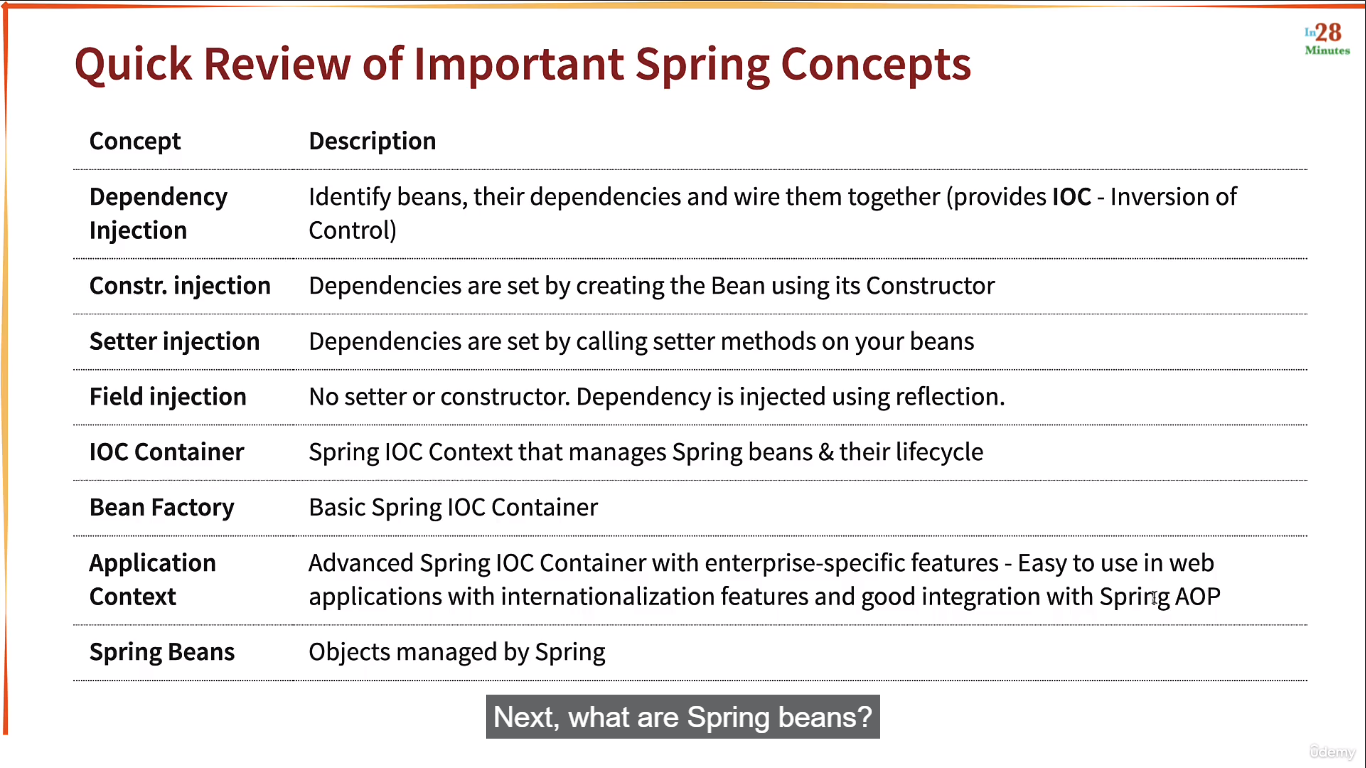 In28
Minutes
Quick Review of Important Spring Concepts
Concept Description
Dependency Injection Identify beans, their dependencies and wire them together (provides IOC - Inversion of Control)
Constr. injection Dependencies are set by creating the Bean using its Constructor
Setter injection Dependencies are set by calling setter methods on your beans
Field injection No setter or constructor. Dependency is injected using reflection.
IOC Container Spring IOC Context that manages Spring beans & their lifecycle
Bean Factory Basic Spring IOC Container
Application Context Advanced Spring IOC Container with enterprise-specific features - Easy to use in web applications with internationalization features and good integration with Spring AOP
Spring Beans Objects managed by Spring
Next, what are Spring beans?
ûdemy